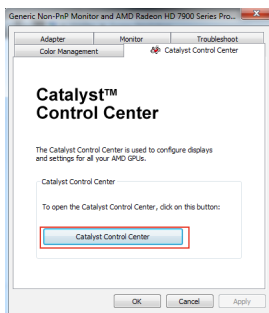 Generic Non-PnP Monitor and AMD Radeon HD 7900 Series Pro...
Adapter
Monitor
Troubleshoot
Color Management
Catalyst Control Center
Catalyst™
Control Center
The Catalyst Control Center is used to configure displays
and settings for all your AMD GPUs.
Catalyst Control Center
To open the Catalyst Control Center, click on this button:
Catalyst Control Center
OK
Cancel
Apply